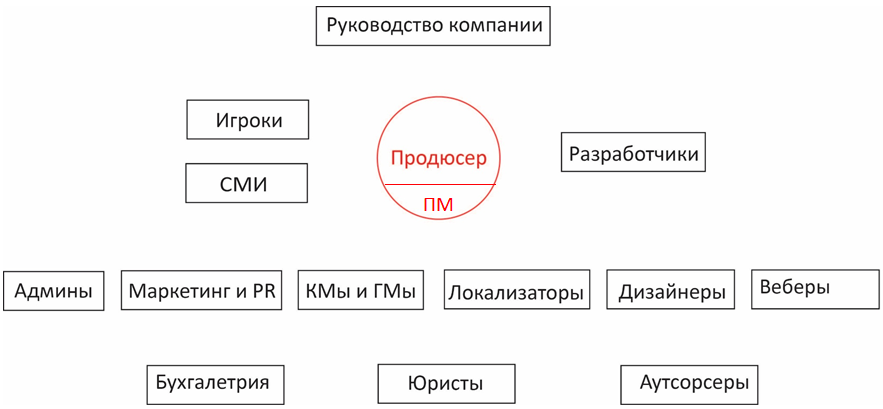 Руководство компании
Игроки
Продюсер
Разработчики
СМИ
ПМ
Админы
Маркетинг и PR
КМы и ГМы
Локализаторы
Дизайнеры
Веберы
Бухгалетрия
Юристы
Аутсорсеры